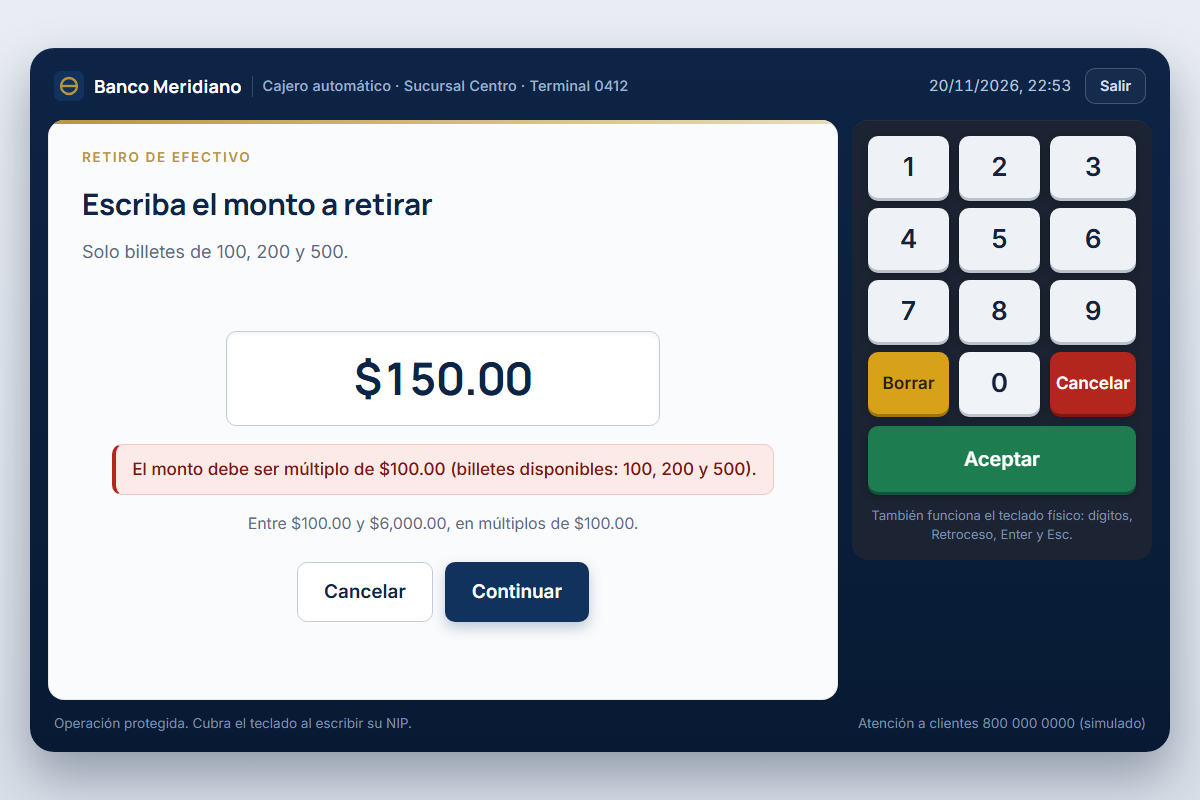 Banco Meridiano
Cajero automático · Sucursal Centro · Terminal 0412
20/11/2026, 22:53
Salir
RETIRO DE EFECTIVO
Escriba el monto a retirar
Solo billetes de 100, 200 y 500.
$150.00
El monto debe ser múltiplo de $100.00 (billetes disponibles: 100, 200 y 500).
Entre $100.00 y $6,000.00, en múltiplos de $100.00.
Cancelar
Continuar
1 2 3
4 5 6
7 8 9
Borrar 0 Cancelar
Aceptar
También funciona el teclado físico: dígitos,
Retroceso, Enter y Esc.
Operación protegida. Cubra el teclado al escribir su NIP.
Atención a clientes 800 000 0000 (simulado)